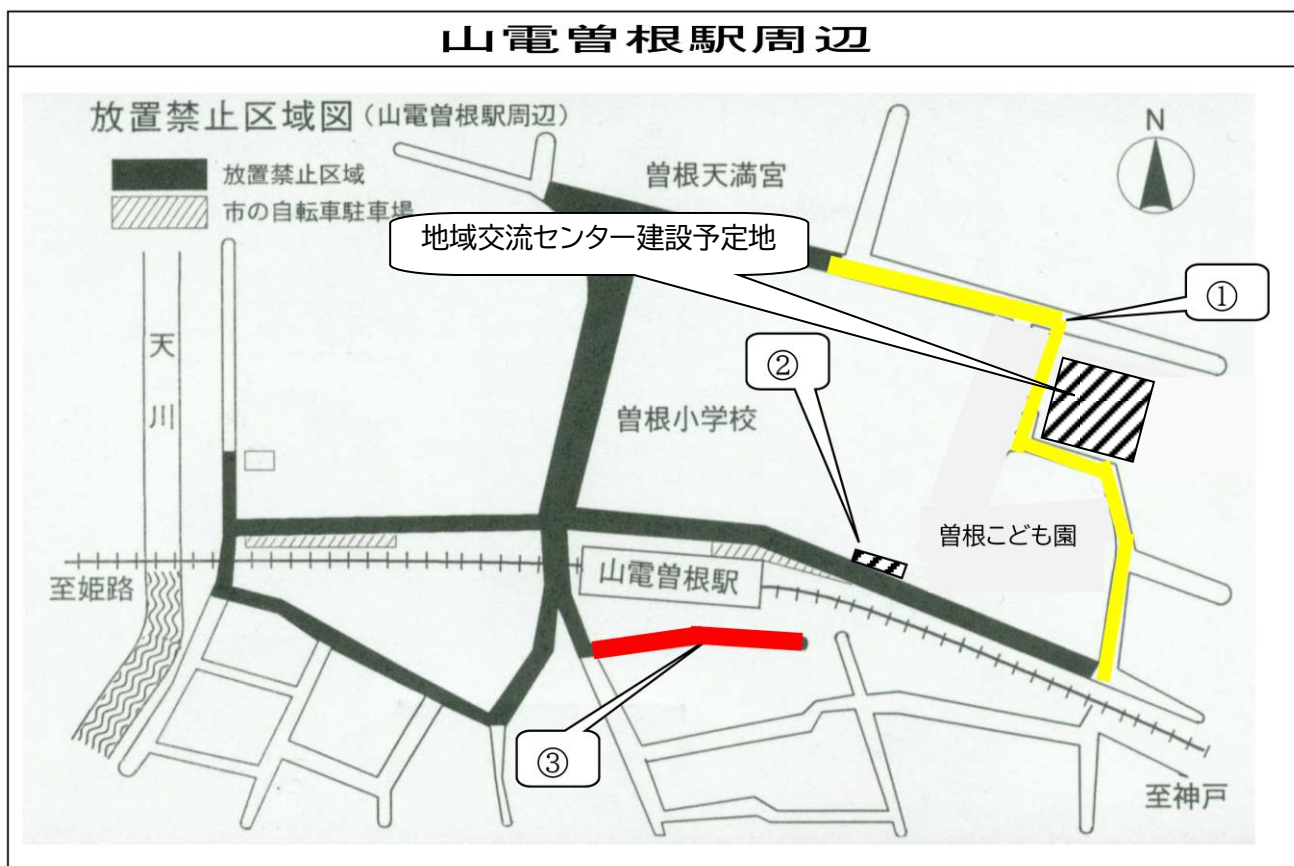 山電曽根駅周辺
放置禁止区域図(山電曽根駅周辺)
放置禁止区域
市の自転車駐車場
N
曽根天満宮
地域交流センター建設予定地
①
天川
②
曽根小学校
曽根こども園
山電曽根駅
至姫路
③
至神戸